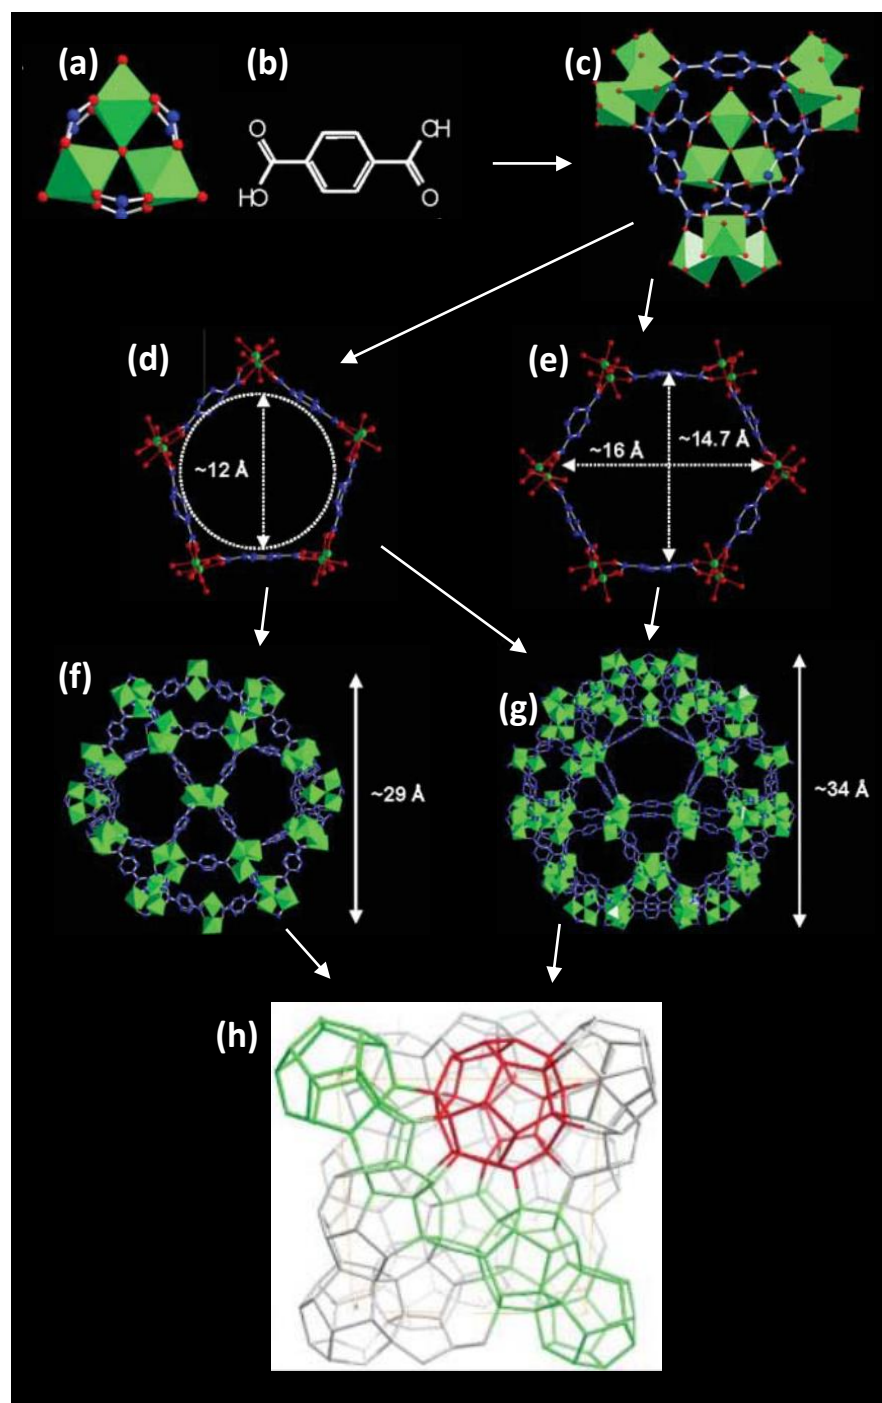 (a)
(b)
(c)
O
OH
HO
O
(d)
(e)
~12 Å
~16 Å
~14.7 Å
(f)
(g)
~29 Å
~34 Å
(h)